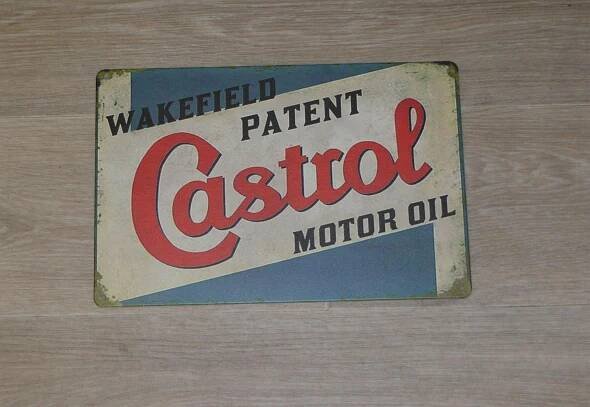 WAKEFIELD
PATENT
Castrol
MOTOR OIL